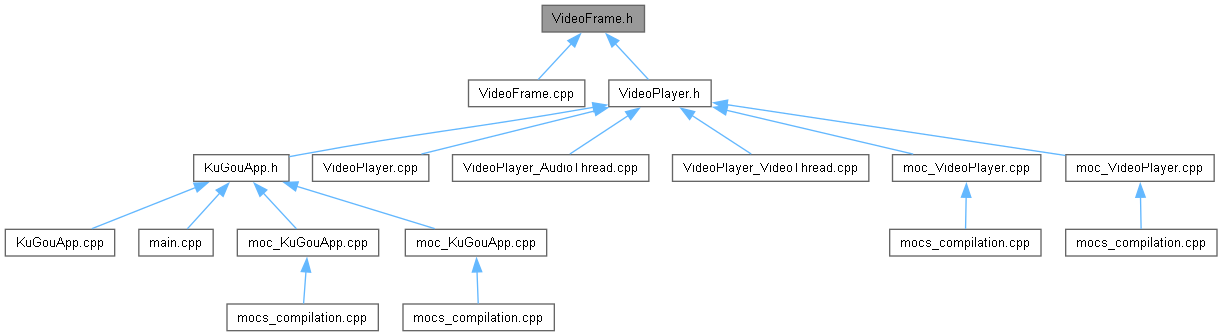 VideoFrame.h
VideoFrame.cpp
VideoPlayer.h
KuGouApp.h
VideoPlayer.cpp
VideoPlayer_AudioThread.cpp
VideoPlayer_VideoThread.cpp
moc_VideoPlayer.cpp
moc_VideoPlayer.cpp
KuGouApp.cpp
main.cpp
moc_KuGouApp.cpp
moc_KuGouApp.cpp
mocs_compilation.cpp
mocs_compilation.cpp
mocs_compilation.cpp
mocs_compilation.cpp